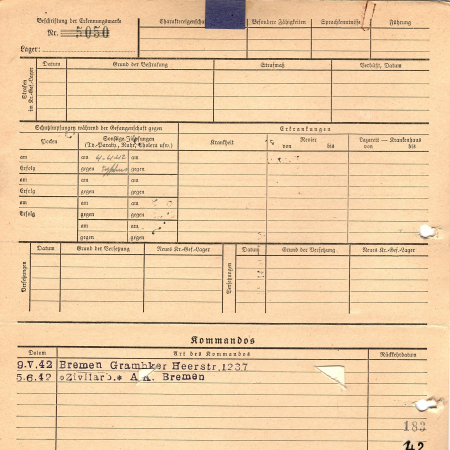 Beschriftung der Erkennungsmarke
Nr. 5050
Lager:
Charaktereigenschaf
Besondere Fähigkeiten
Sprachkenntnisse
Führung
Strafen im Kr.-Gef.-Lager
Datum
Grund der Bestrafung
Strafmaß
Verbüßt, Datum
Schutzimpfungen während der Gefangenschaft gegen
Erkrankungen
Pocken
Sonstige Impfungen
(Ty.-Paraty., Ruhr, Cholera usw.)
Krankheit
Revier
von bis
Lazarett — Krankenhaus
von bis
am am 4.4.42 am
Erfolg gegen gegen
am am am
Erfolg gegen gegen
am am am
Erfolg gegen gegen
am am
gegen gegen
Versetzungen
Datum
Grund der Versetzung
Neues Kr.-Gef.-Lager
Versetzungen
Datum
Grund der Versetzung
Neues Kr.-Gef.-Lager
Kommandos
Datum
Art des Kommandos
Rückkehrdatum
9.V.42 Bremen Grambker Heerstr.1237
5.6.42 "Zivilarb." A.A. Bremen
183
42